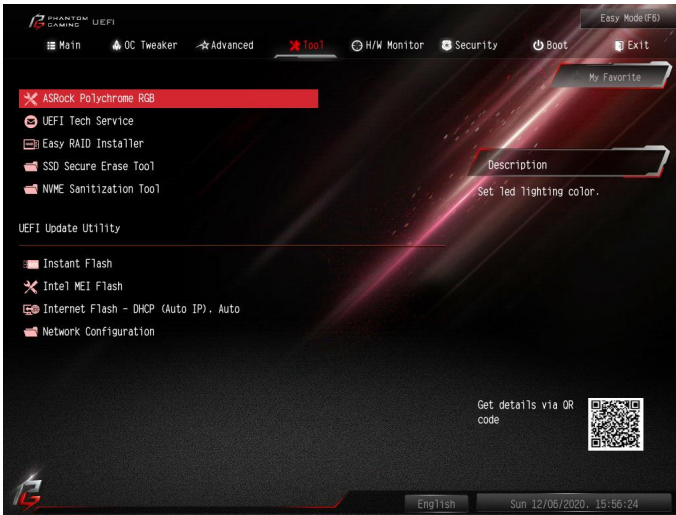 PHANTOM
GAMING UEFI
Easy Mode(F6)
Main OC Tweaker Advanced Tool H/W Monitor Security Boot Exit
My Favorite
ASRock Polychrome RGB
UEFI Tech Service
Easy RAID Installer
SSD Secure Erase Tool
NVME Sanitization Tool
Description
Set led lighting color.
UEFI Update Utility
Instant Flash
Intel MEI Flash
Internet Flash - DHCP (Auto IP), Auto
Network Configuration
Get details via QR
code
English
Sun 12/06/2020, 15:56:24